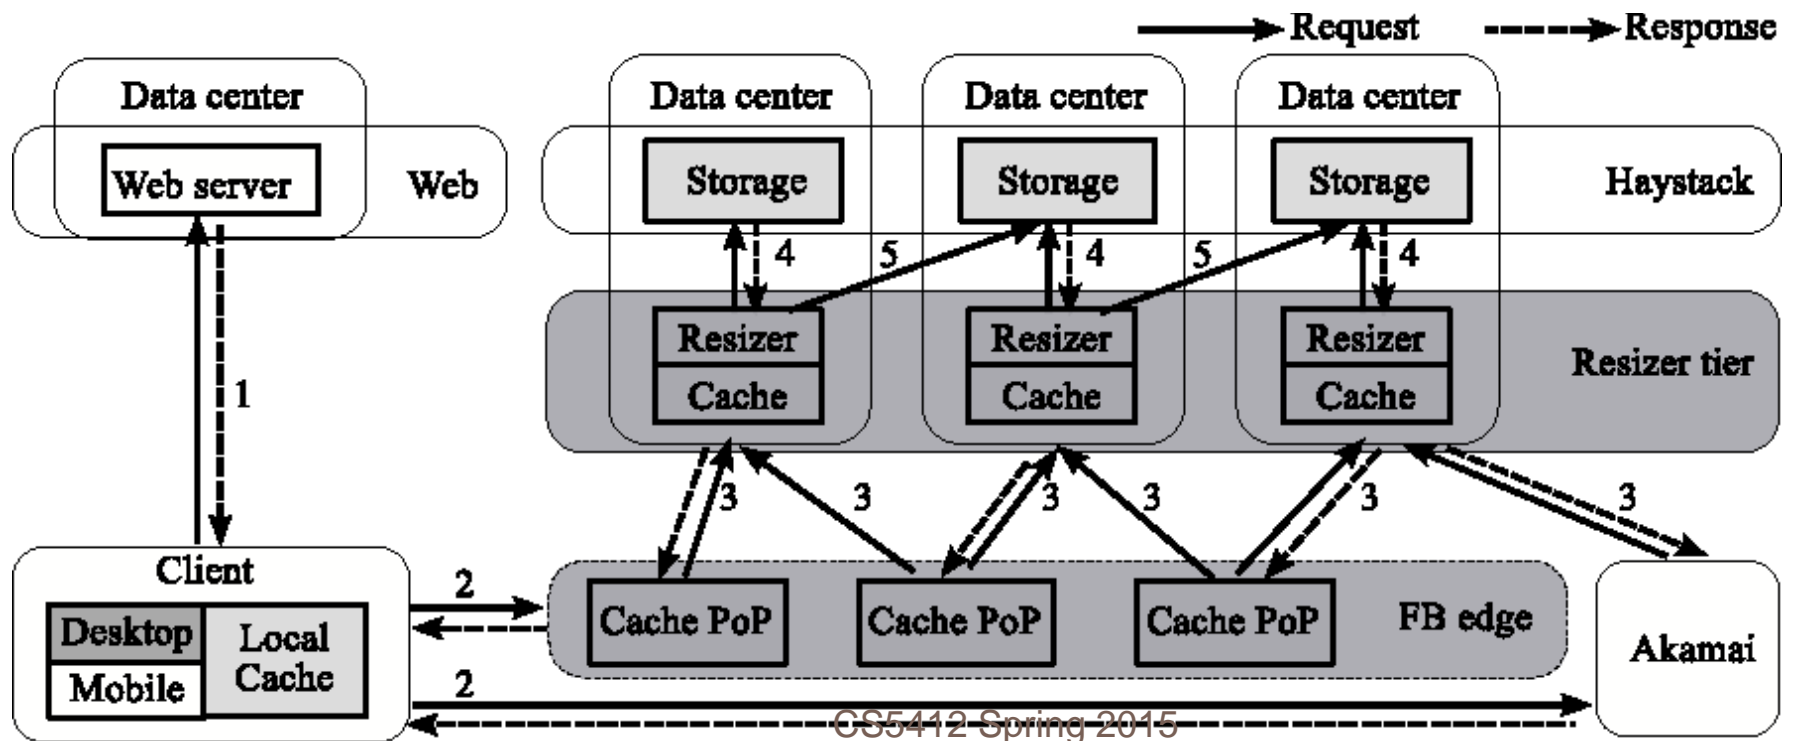 Request Response
Data center Data center Data center Data center
Web server Web Storage Storage Storage Haystack
4 5 4 5 4
Resizer Resizer Resizer Resizer tier
Cache Cache Cache
1
3 3 3 3 3 3
Client
2
Desktop Local Cache
Mobile
Cache PoP Cache PoP Cache PoP FB edge
Akamai
2
CS5412 Spring 2015